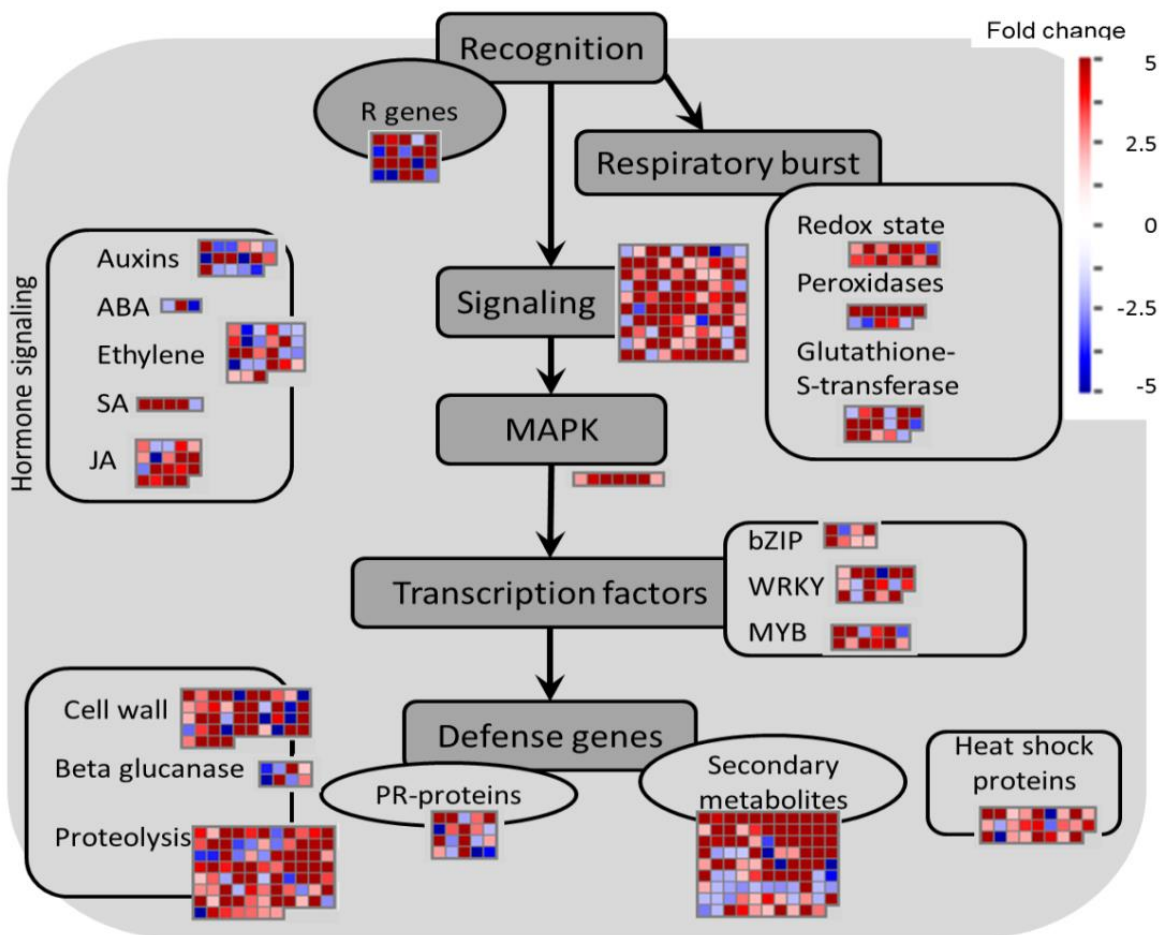 Recognition
Fold change
R genes
Respiratory burst
5
2.5
0
-2.5
-5
Hormone signaling
Auxins
ABA
Ethylene
SA
JA
Signaling
Redox state
Peroxidases
Glutathione-
S-transferase
MAPK
Transcription factors
bZIP
WRKY
MYB
Cell wall
Beta glucanase
Proteolysis
Defense genes
PR-proteins
Secondary
metabolites
Heat shock
proteins